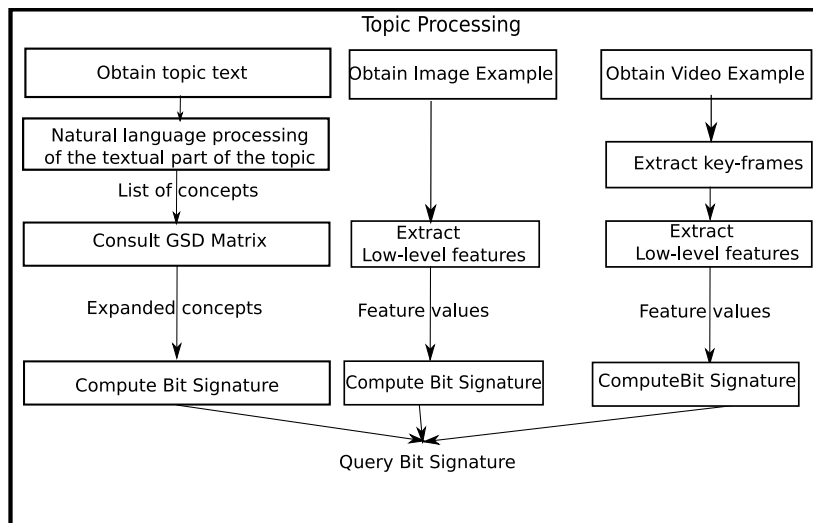 Topic Processing
Obtain topic text
Natural language processing
of the textual part of the topic
List of concepts
Consult GSD Matrix
Expanded concepts
Compute Bit Signature
Obtain Image Example
Extract
Low-level features
Feature values
Compute Bit Signature
Obtain Video Example
Extract key-frames
Extract
Low-level features
Feature values
ComputeBit Signature
Query Bit Signature